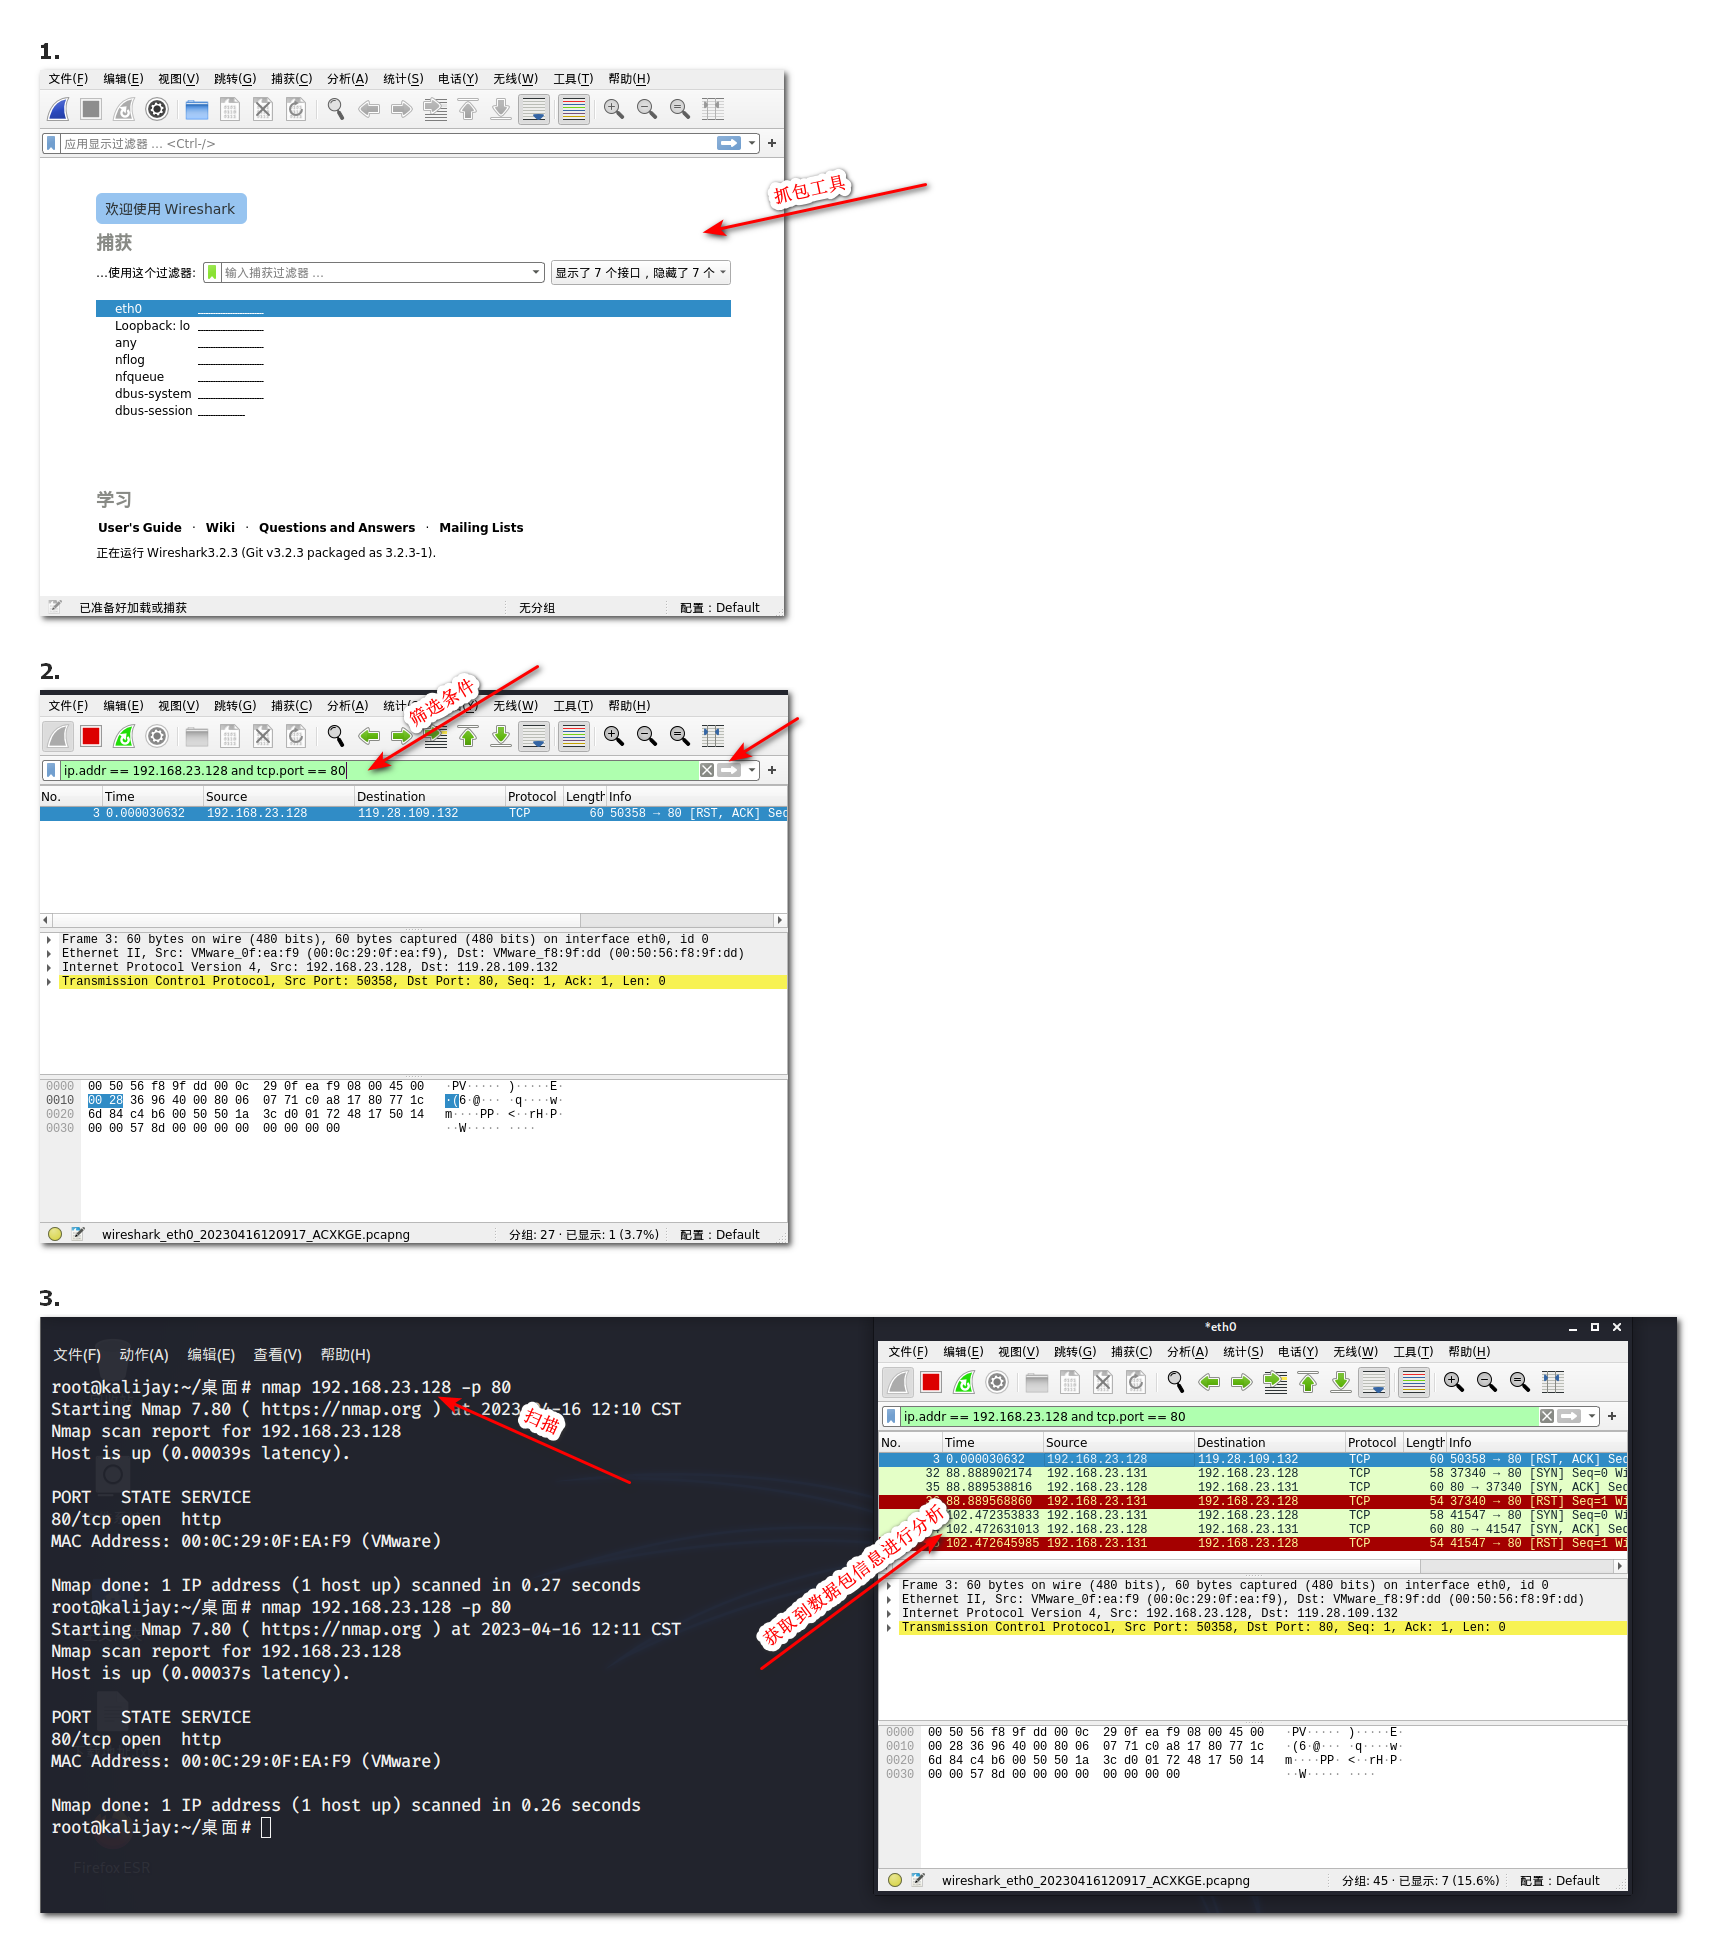 1.
文件(F) 编辑(E) 视图(V) 跳转(G) 捕获(C) 分析(A) 统计(S) 电话(Y) 无线(W) 工具(T) 帮助(H)
应用显示过滤器 … <Ctrl-/>
+
抓包工具
欢迎使用 Wireshark
捕获
…使用这个过滤器: 输入捕获过滤器 … 显示了 7 个接口，隐藏了 7 个
eth0
Loopback: lo
any
nflog
nfqueue
dbus-system
dbus-session
学习
User's Guide · Wiki · Questions and Answers · Mailing Lists
正在运行 Wireshark3.2.3 (Git v3.2.3 packaged as 3.2.3-1).
已准备好加载或捕获 无分组 配置：Default
2.
筛选条件
文件(F) 编辑(E) 视图(V) 跳转(G) 捕获(C) 分析(A) 统计 无线(W) 工具(T) 帮助(H)
ip.addr == 192.168.23.128 and tcp.port == 80 +
No. Time Source Destination Protocol Length Info
3 0.000030632 192.168.23.128 119.28.109.132 TCP 60 50358 → 80 [RST, ACK] Sec
Frame 3: 60 bytes on wire (480 bits), 60 bytes captured (480 bits) on interface eth0, id 0
Ethernet II, Src: VMware_0f:ea:f9 (00:0c:29:0f:ea:f9), Dst: VMware_f8:9f:dd (00:50:56:f8:9f:dd)
Internet Protocol Version 4, Src: 192.168.23.128, Dst: 119.28.109.132
Transmission Control Protocol, Src Port: 50358, Dst Port: 80, Seq: 1, Ack: 1, Len: 0
0000 00 50 56 f8 9f dd 00 0c 29 0f ea f9 08 00 45 00 ·PV····· )·····E·
0010 00 28 36 96 40 00 80 06 07 71 c0 a8 17 80 77 1c ·(6·@··· ·q····w·
0020 6d 84 c4 b6 00 50 50 1a 3c d0 01 72 48 17 50 14 m····PP· <··rH·P·
0030 00 00 57 8d 00 00 00 00 00 00 00 00 ··W····· ····
wireshark_eth0_20230416120917_ACXKGE.pcapng 分组: 27 · 已显示: 1 (3.7%) 配置：Default
3.
文件(F) 动作(A) 编辑(E) 查看(V) 帮助(H)
root@kalijay:~/桌面# nmap 192.168.23.128 -p 80
Starting Nmap 7.80 ( https://nmap.org ) at 2023-04-16 12:10 CST
扫描
Nmap scan report for 192.168.23.128
Host is up (0.00039s latency).
PORT STATE SERVICE
80/tcp open http
MAC Address: 00:0C:29:0F:EA:F9 (VMware)
Nmap done: 1 IP address (1 host up) scanned in 0.27 seconds
root@kalijay:~/桌面# nmap 192.168.23.128 -p 80
Starting Nmap 7.80 ( https://nmap.org ) at 2023-04-16 12:11 CST
Nmap scan report for 192.168.23.128
Host is up (0.00037s latency).
PORT STATE SERVICE
80/tcp open http
MAC Address: 00:0C:29:0F:EA:F9 (VMware)
Nmap done: 1 IP address (1 host up) scanned in 0.26 seconds
root@kalijay:~/桌面#
Firefox ESR
*eth0
文件(F) 编辑(E) 视图(V) 跳转(G) 捕获(C) 分析(A) 统计(S) 电话(Y) 无线(W) 工具(T) 帮助(H)
ip.addr == 192.168.23.128 and tcp.port == 80 +
No. Time Source Destination Protocol Length Info
3 0.000030632 192.168.23.128 119.28.109.132 TCP 60 50358 → 80 [RST, ACK] Sec
32 88.888902174 192.168.23.131 192.168.23.128 TCP 58 37340 → 80 [SYN] Seq=0 Wi
35 88.889538816 192.168.23.128 192.168.23.131 TCP 60 80 → 37340 [SYN, ACK] Sec
88.889568860 192.168.23.131 192.168.23.128 TCP 54 37340 → 80 [RST] Seq=1 Wi
102.472353833 192.168.23.131 192.168.23.128 TCP 58 41547 → 80 [SYN] Seq=0 Wi
102.472631013 192.168.23.128 192.168.23.131 TCP 60 80 → 41547 [SYN, ACK] Sec
102.472645985 192.168.23.131 192.168.23.128 TCP 54 41547 → 80 [RST] Seq=1 Wi
获取到数据包信息进行分析
Frame 3: 60 bytes on wire (480 bits), 60 bytes captured (480 bits) on interface eth0, id 0
Ethernet II, Src: VMware_0f:ea:f9 (00:0c:29:0f:ea:f9), Dst: VMware_f8:9f:dd (00:50:56:f8:9f:dd)
Internet Protocol Version 4, Src: 192.168.23.128, Dst: 119.28.109.132
Transmission Control Protocol, Src Port: 50358, Dst Port: 80, Seq: 1, Ack: 1, Len: 0
0000 00 50 56 f8 9f dd 00 0c 29 0f ea f9 08 00 45 00 ·PV····· )·····E·
0010 00 28 36 96 40 00 80 06 07 71 c0 a8 17 80 77 1c ·(6·@··· ·q····w·
0020 6d 84 c4 b6 00 50 50 1a 3c d0 01 72 48 17 50 14 m····PP· <··rH·P·
0030 00 00 57 8d 00 00 00 00 00 00 00 00 ··W····· ····
wireshark_eth0_20230416120917_ACXKGE.pcapng 分组: 45 · 已显示: 7 (15.6%) 配置：Default